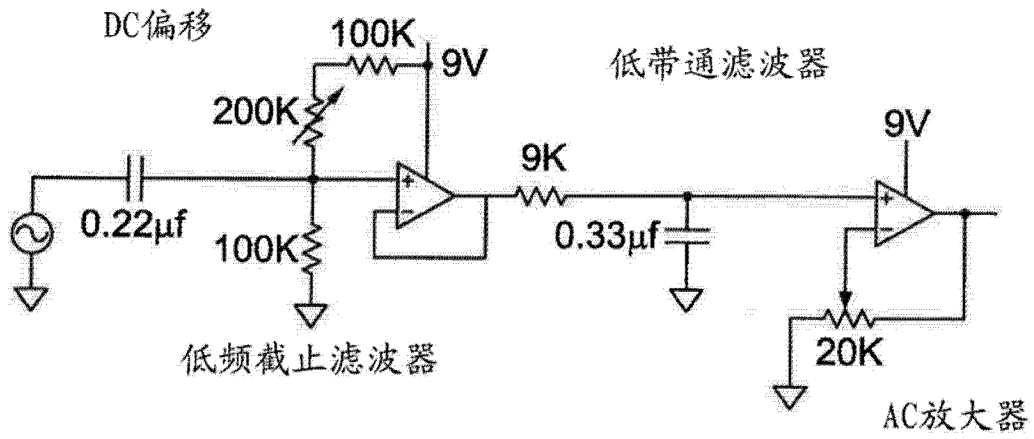 DC偏移
100K
9V
低带通滤波器
200K
9V
9K
0.22μf
100K
0.33μf
低频截止滤波器
20K
AC放大器